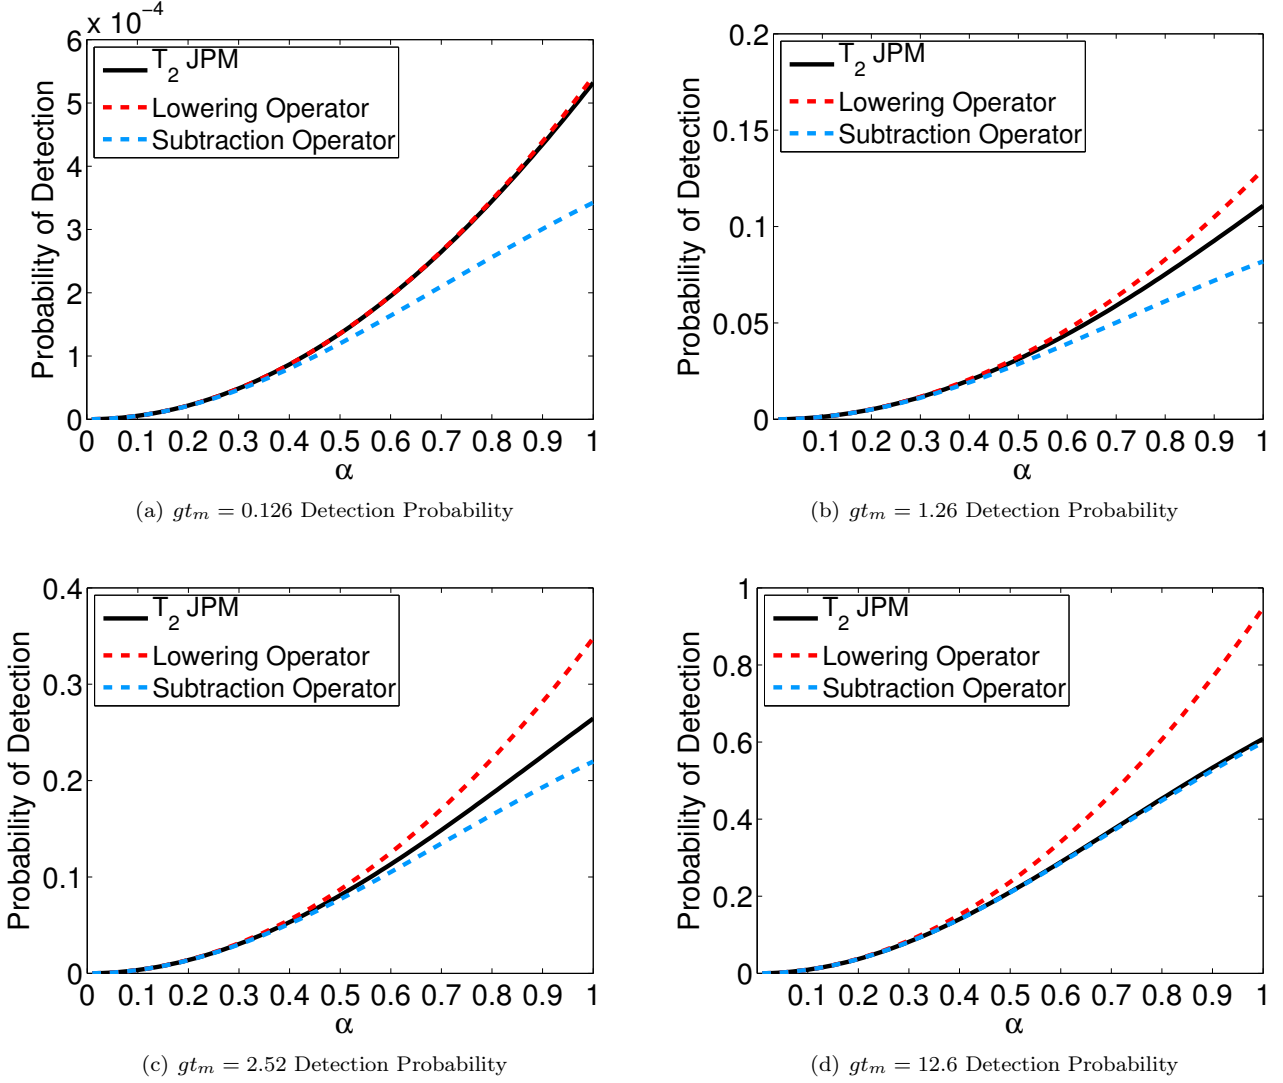 x 10⁻⁴
6
5
4
3
2
1
0
Probability of Detection
T₂ JPM
Lowering Operator
Subtraction Operator
0 0.1 0.2 0.3 0.4 0.5 0.6 0.7 0.8 0.9 1
α
(a) gtₘ = 0.126 Detection Probability
0.2
0.15
0.1
0.05
0
Probability of Detection
T₂ JPM
Lowering Operator
Subtraction Operator
0.1 0.2 0.3 0.4 0.5 0.6 0.7 0.8 0.9 1
α
(b) gtₘ = 1.26 Detection Probability
0.4
0.3
0.2
0.1
0
Probability of Detection
T₂ JPM
Lowering Operator
Subtraction Operator
0 0.1 0.2 0.3 0.4 0.5 0.6 0.7 0.8 0.9 1
α
(c) gtₘ = 2.52 Detection Probability
1
0.8
0.6
0.4
0.2
0
Probability of Detection
T₂ JPM
Lowering Operator
Subtraction Operator
0.1 0.2 0.3 0.4 0.5 0.6 0.7 0.8 0.9 1
α
(d) gtₘ = 12.6 Detection Probability